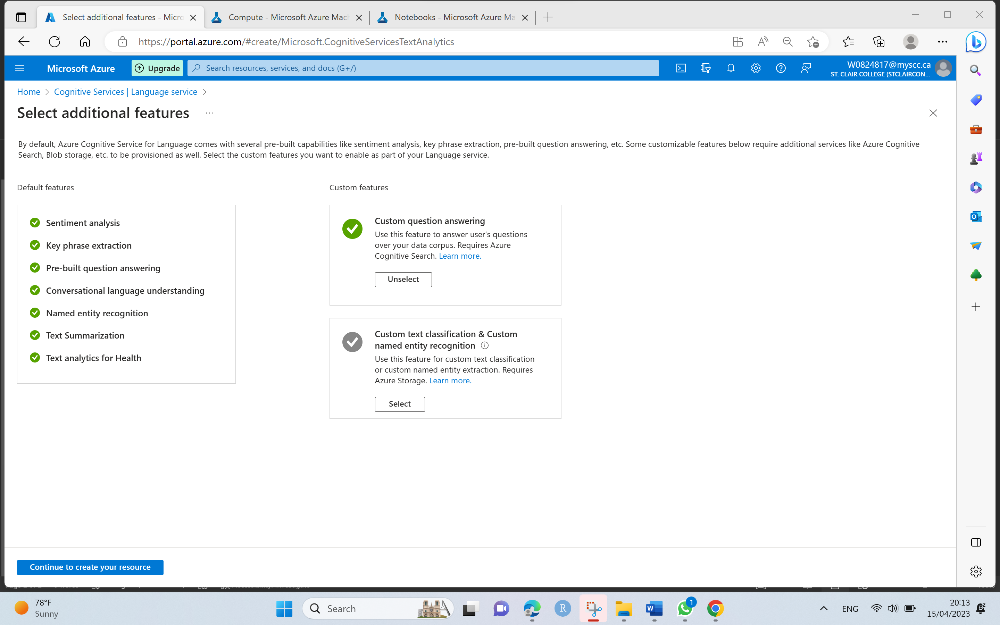 Select additional features - Micro
Compute - Microsoft Azure Mach
Notebooks - Microsoft Azure Ma
https://portal.azure.com/#create/Microsoft.CognitiveServicesTextAnalytics
Microsoft Azure
Upgrade
Search resources, services, and docs (G+/)
W0824817@myscc.ca
ST. CLAIR COLLEGE (STCLAIRCON...
Home > Cognitive Services | Language service >
Select additional features ...
By default, Azure Cognitive Service for Language comes with several pre-built capabilities like sentiment analysis, key phrase extraction, pre-built question answering, etc. Some customizable features below require additional services like Azure Cognitive
Search, Blob storage, etc. to be provisioned as well. Select the custom features you want to enable as part of your Language service.
Default features
Sentiment analysis
Key phrase extraction
Pre-built question answering
Conversational language understanding
Named entity recognition
Text Summarization
Text analytics for Health
Custom features
Custom question answering
Use this feature to answer user's questions
over your data corpus. Requires Azure
Cognitive Search. Learn more.
Unselect
Custom text classification & Custom
named entity recognition
Use this feature for custom text classification
or custom named entity extraction. Requires
Azure Storage. Learn more.
Select
Continue to create your resource
78°F
Sunny
Search
R
W
1
ENG
20:13
15/04/2023